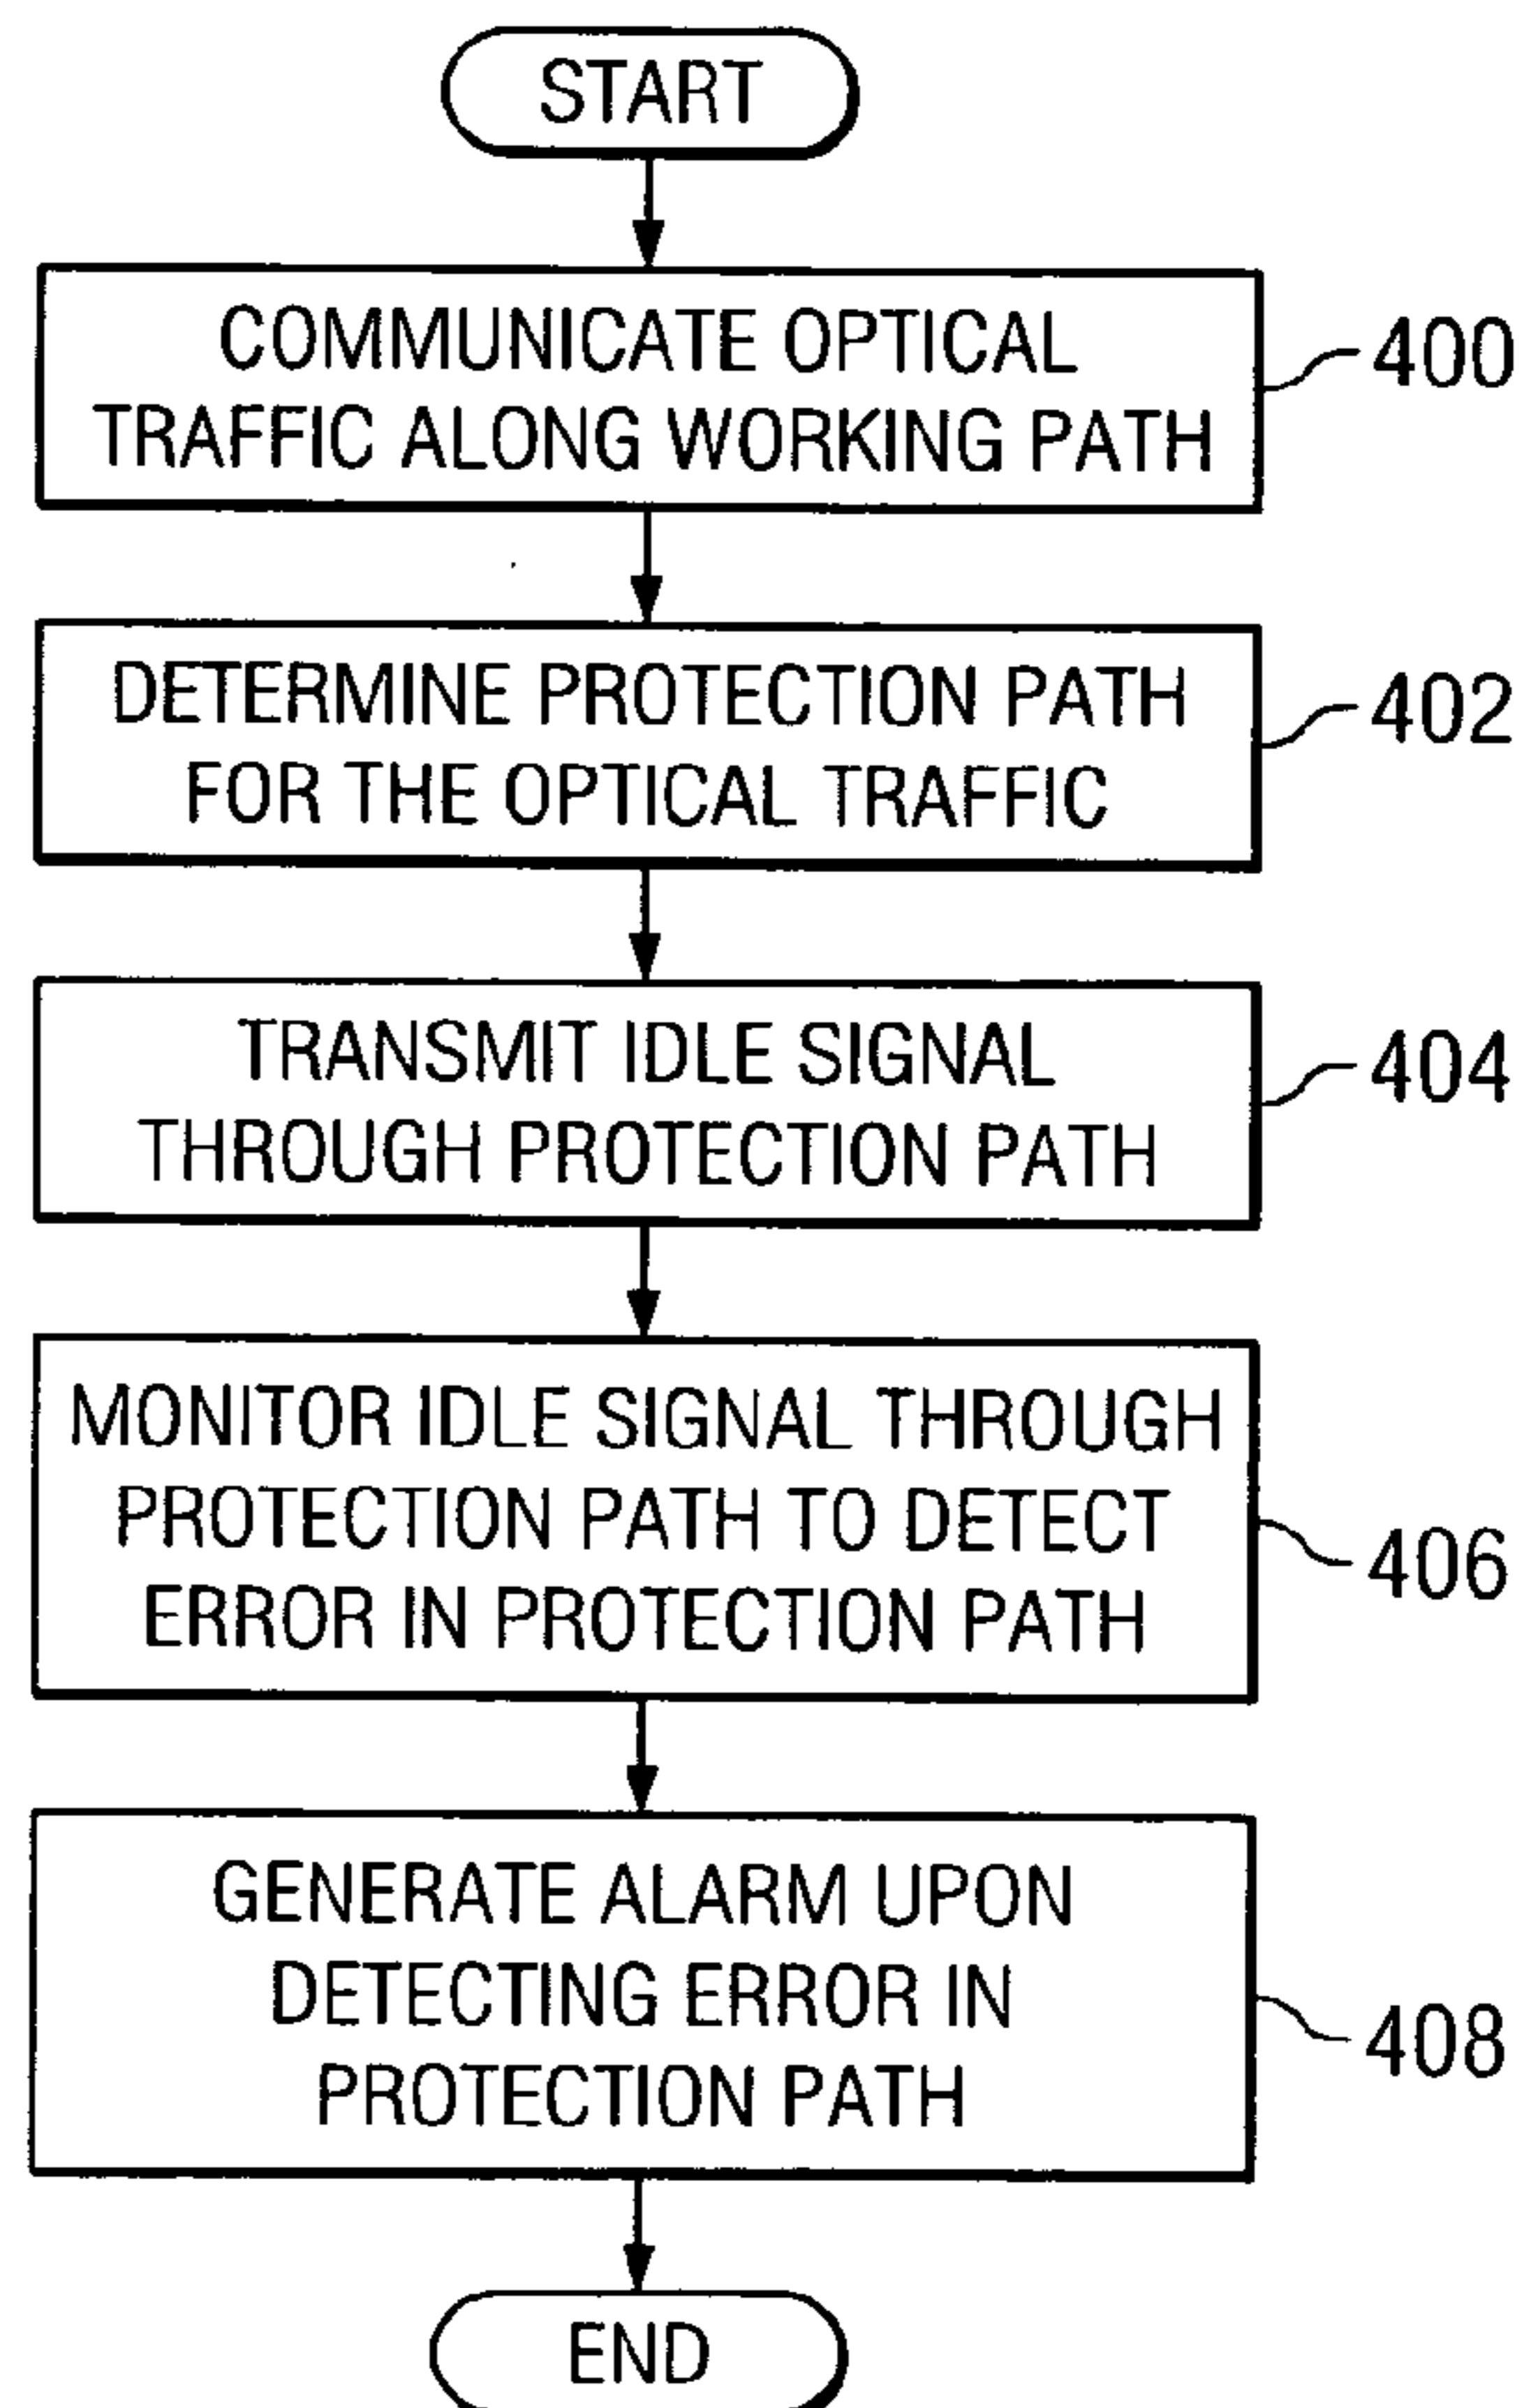 START
COMMUNICATE OPTICAL
TRAFFIC ALONG WORKING PATH
400
DETERMINE PROTECTION PATH
FOR THE OPTICAL TRAFFIC
402
TRANSMIT IDLE SIGNAL
THROUGH PROTECTION PATH
404
MONITOR IDLE SIGNAL THROUGH
PROTECTION PATH TO DETECT
ERROR IN PROTECTION PATH
406
GENERATE ALARM UPON
DETECTING ERROR IN
PROTECTION PATH
408
END